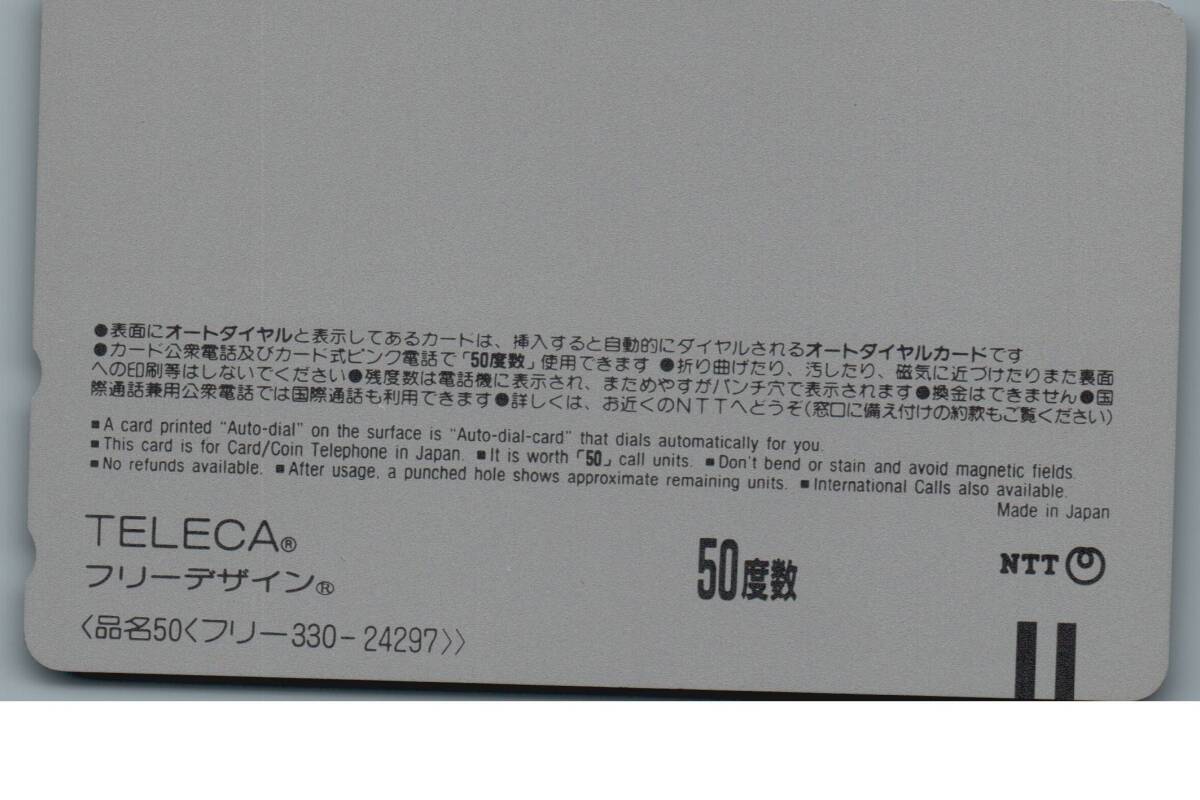 ●表面にオートダイヤルと表示してあるカードは、挿入すると自動的にダイヤルされるオートダイヤルカードです
●カード公衆電話及びカード式ピンク電話で「50度数」使用できます ●折り曲げたり、汚したり、磁気に近づけたりまた裏面
への印刷等はしないでください●残度数は電話機に表示され、まためやすがパンチ穴で表示されます●換金はできません●国
際通話兼用公衆電話では国際通話も利用できます●詳しくは、お近くのNTTへどうぞ(窓口に備え付けの約款もご覧ください)
■A card printed "Auto-dial" on the surface is "Auto-dial-card" that dials automatically for you.
■This card is for Card/Coin Telephone in Japan. ■It is worth「50」call units. ■Don't bend or stain and avoid magnetic fields.
■No refunds available. ■After usage, a punched hole shows approximate remaining units. ■International Calls also available.
Made in Japan
TELECA®
フリーデザイン®
50度数
NTT
〈品名50〈フリー330-24297〉〉